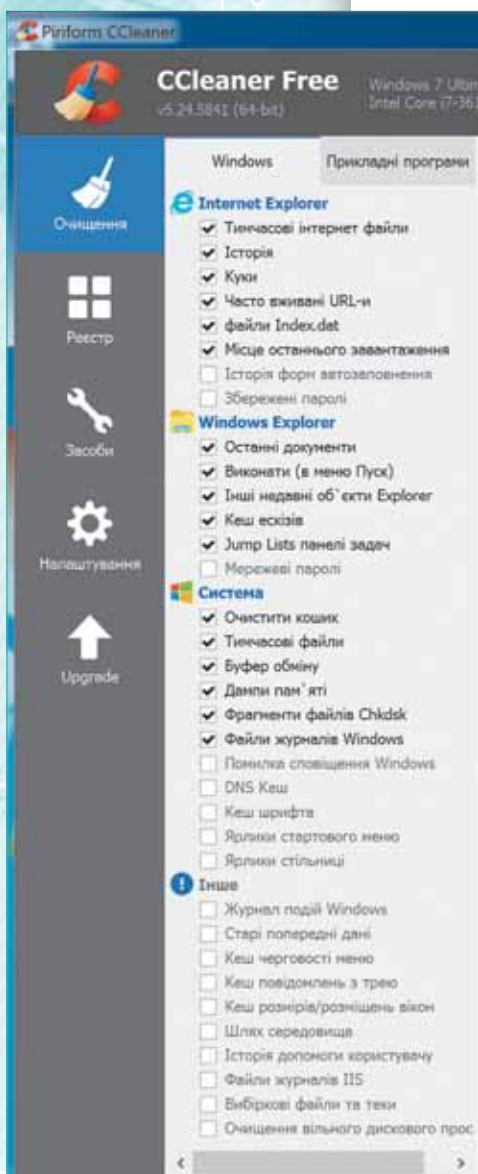 Piriform CCleaner
CCleaner Free
v5.24.5841 (64-bit)
Windows 7
Intel Core i7-361
Очищення
Реєстр
Засоби
Налаштування
Upgrade
Windows
Прикладні програми
Internet Explorer
Тимчасові інтернет файли
Історія
Куки
Часто вживані URL-и
файли Index.dat
Місце останнього завантаження
Історія форм автозаповнення
Збережені паролі
Windows Explorer
Останні документи
Виконати (в меню Пуск)
Інші недавні об`єкти Explorer
Кеш ескізів
Jump Lists панелі задач
Мережеві паролі
Система
Очистити кошик
Тимчасові файли
Буфер обміну
Дампи пам`яті
Фрагменти файлів Chkdsk
Файли журналів Windows
Помилка сповіщення Windows
DNS Кеш
Кеш шрифта
Ярлики стартового меню
Ярлики стільниці
Інше
Журнал подій Windows
Старі попередні дані
Кеш черговості меню
Кеш повідомлень з трею
Кеш розмірів/розміщень вікон
Шлях середовища
Історія допомоги користувачу
Файли журналів IIS
Вибіркові файли та теки
Очищення вільного дискового прос